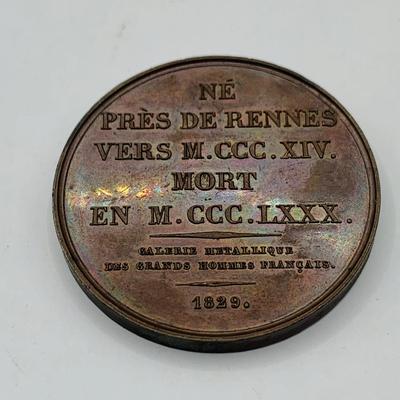 NÉ
PRÈS DE RENNES
VERS M.CCC.XIV.
MORT
EN M.CCC.LXXX.
GALERIE METALLIQUE
DES GRANDS HOMMES FRANÇAIS.
1829.